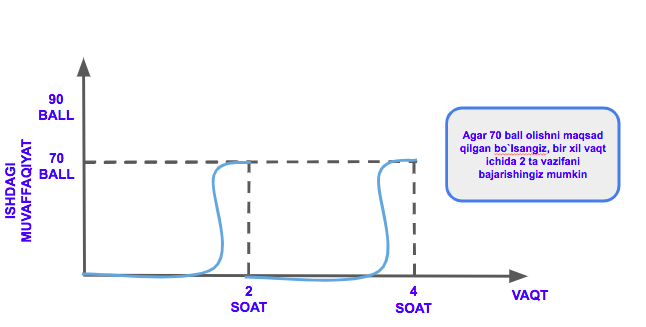 90
BALL
70
BALL
ISHDAGI
MUVAFFAQIYAT
2
SOAT
4
SOAT
VAQT
Agar 70 ball olishni maqsad
qilgan bo`lsangiz, bir xil vaqt
ichida 2 ta vazifani
bajarishingiz mumkin